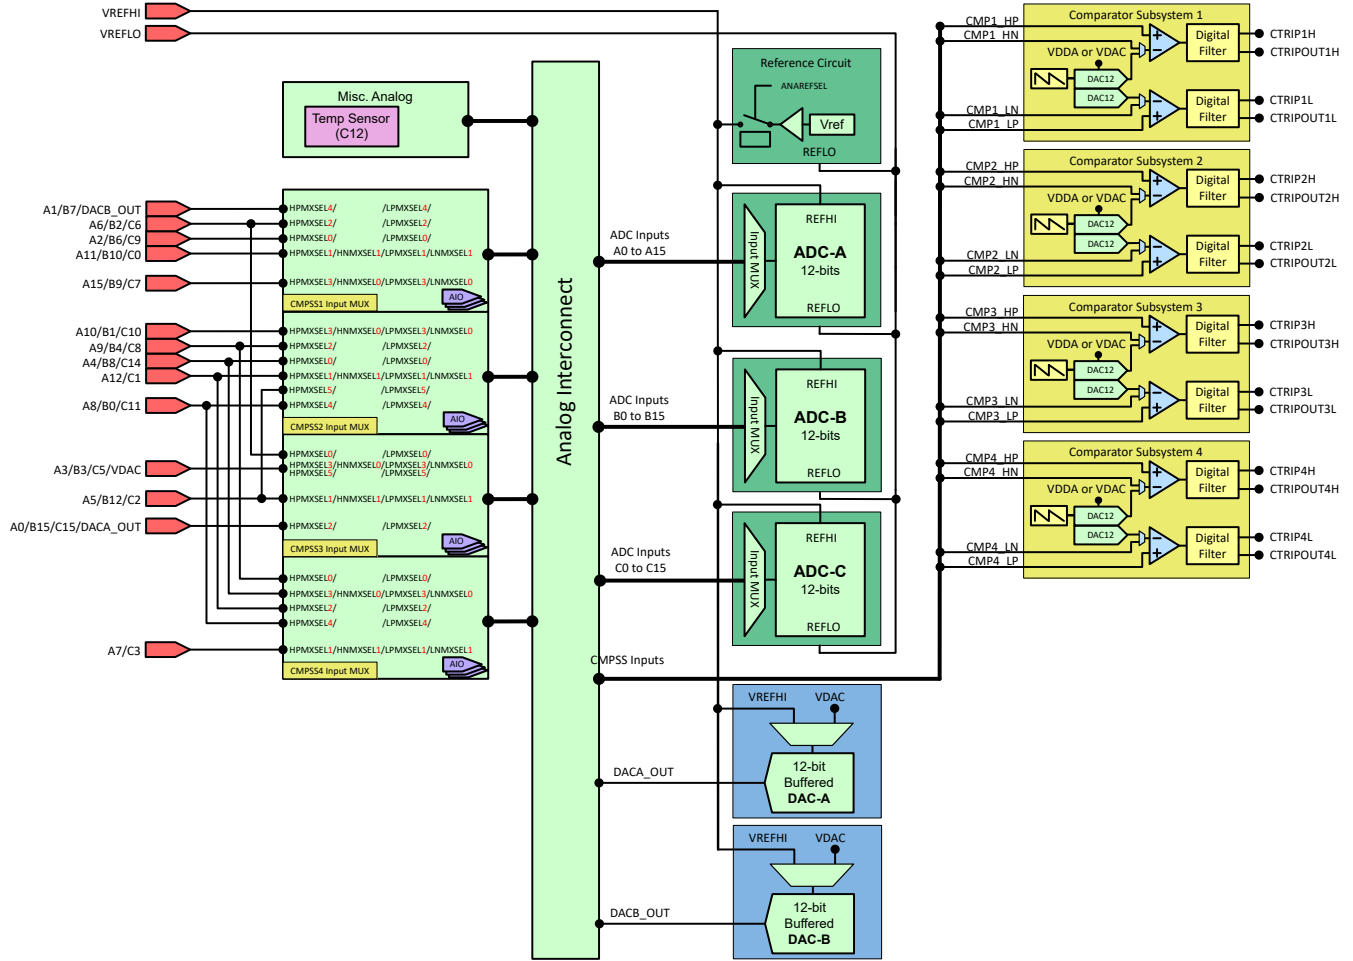 VREFHI
VREFLO
Misc. Analog
Temp Sensor
(C12)
A1/B7/DACB_OUT
A6/B2/C6
A2/B6/C9
A11/B10/C0
A15/B9/C7
HPMXSEL4/ /LPMXSEL4/
HPMXSEL2/ /LPMXSEL2/
HPMXSEL0/ /LPMXSEL0/
HPMXSEL1/HNMXSEL1/LPMXSEL1/LNMXSEL1
HPMXSEL3/HNMXSEL0/LPMXSEL3/LNMXSEL0
CMPSS1 Input MUX
AIO
A10/B1/C10
A9/B4/C8
A4/B8/C14
A12/C1
A8/B0/C11
HPMXSEL3/HNMXSEL0/LPMXSEL3/LNMXSEL0
HPMXSEL2/ /LPMXSEL2/
HPMXSEL0/ /LPMXSEL0/
HPMXSEL1/HNMXSEL1/LPMXSEL1/LNMXSEL1
HPMXSEL5/ /LPMXSEL5/
HPMXSEL4/ /LPMXSEL4/
CMPSS2 Input MUX
AIO
A3/B3/C5/VDAC
A5/B12/C2
A0/B15/C15/DACA_OUT
HPMXSEL0/ /LPMXSEL0/
HPMXSEL3/HNMXSEL0/LPMXSEL3/LNMXSEL0
HPMXSEL5/ /LPMXSEL5/
HPMXSEL1/HNMXSEL1/LPMXSEL1/LNMXSEL1
HPMXSEL2/ /LPMXSEL2/
CMPSS3 Input MUX
AIO
A7/C3
HPMXSEL0/ /LPMXSEL0/
HPMXSEL3/HNMXSEL0/LPMXSEL3/LNMXSEL0
HPMXSEL2/ /LPMXSEL2/
HPMXSEL4/ /LPMXSEL4/
HPMXSEL1/HNMXSEL1/LPMXSEL1/LNMXSEL1
CMPSS4 Input MUX
AIO
Analog Interconnect
Reference Circuit
ANAREFSEL
Vref
REFLO
ADC Inputs
A0 to A15
Input MUX
REFHI
ADC-A
12-bits
REFLO
ADC Inputs
B0 to B15
Input MUX
REFHI
ADC-B
12-bits
REFLO
ADC Inputs
C0 to C15
Input MUX
REFHI
ADC-C
12-bits
REFLO
CMPSS Inputs
VREFHI VDAC
DACA_OUT
12-bit
Buffered
DAC-A
VREFHI VDAC
DACB_OUT
12-bit
Buffered
DAC-B
Comparator Subsystem 1
CMP1_HP
CMP1_HN
VDDA or VDAC
DAC12
DAC12
CMP1_LN
CMP1_LP
Digital
Filter
Digital
Filter
CTRIP1H
CTRIPOUT1H
CTRIP1L
CTRIPOUT1L
Comparator Subsystem 2
CMP2_HP
CMP2_HN
VDDA or VDAC
DAC12
DAC12
CMP2_LN
CMP2_LP
Digital
Filter
Digital
Filter
CTRIP2H
CTRIPOUT2H
CTRIP2L
CTRIPOUT2L
Comparator Subsystem 3
CMP3_HP
CMP3_HN
VDDA or VDAC
DAC12
DAC12
CMP3_LN
CMP3_LP
Digital
Filter
Digital
Filter
CTRIP3H
CTRIPOUT3H
CTRIP3L
CTRIPOUT3L
Comparator Subsystem 4
CMP4_HP
CMP4_HN
VDDA or VDAC
DAC12
DAC12
CMP4_LN
CMP4_LP
Digital
Filter
Digital
Filter
CTRIP4H
CTRIPOUT4H
CTRIP4L
CTRIPOUT4L